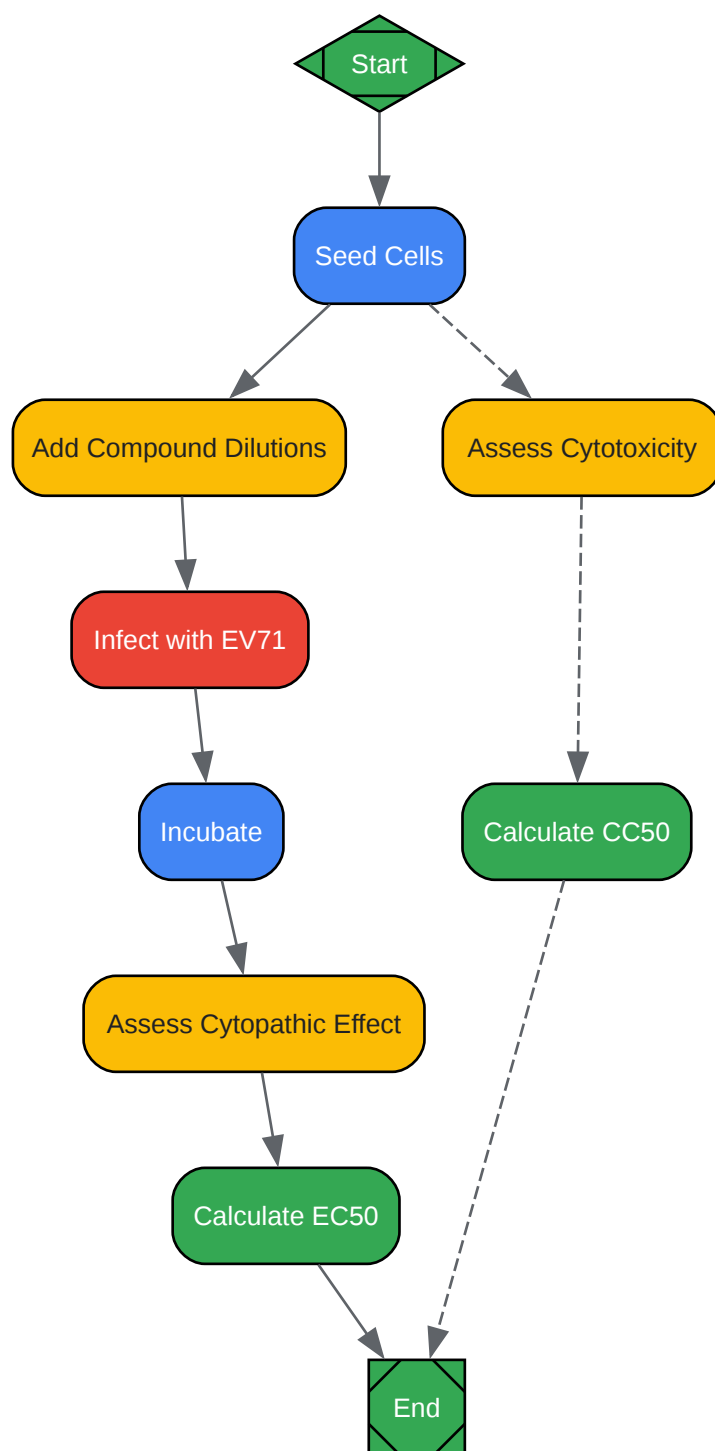 Start
Seed Cells
Add Compound Dilutions
Assess Cytotoxicity
Infect with EV71
Incubate
Calculate CC50
Assess Cytopathic Effect
Calculate EC50
End